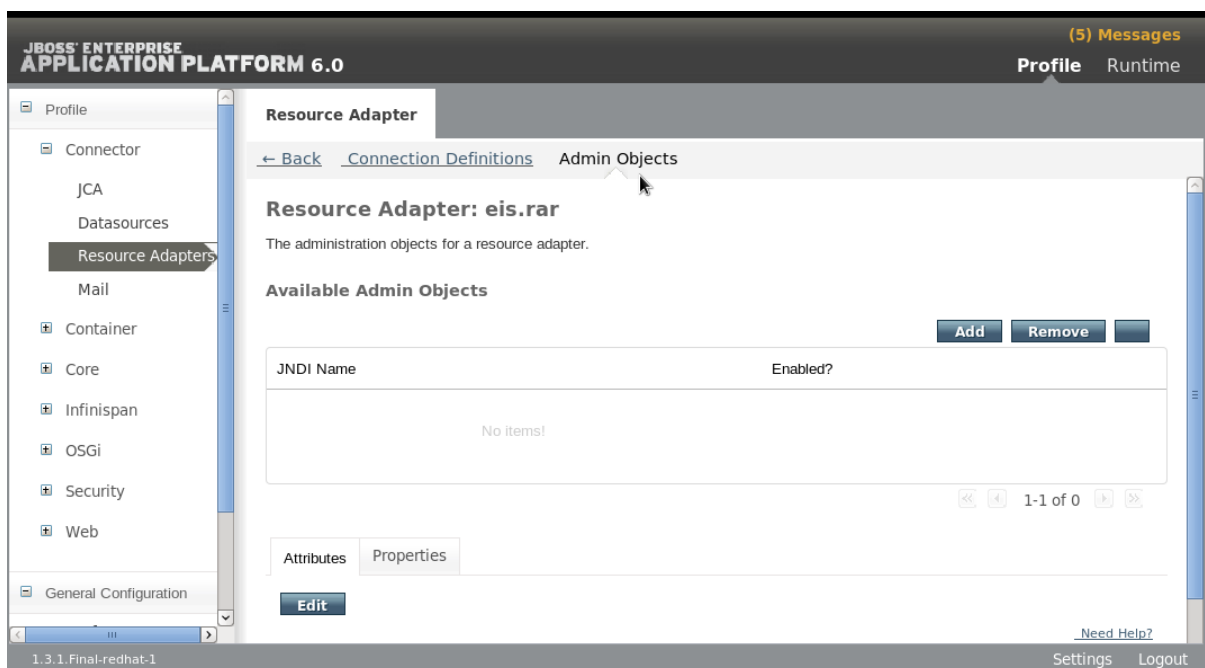 (5) Messages
JBOSS' ENTERPRISE
APPLICATION PLATFORM 6.0
Profile Runtime
Profile
Resource Adapter
Connector
← Back Connection Definitions Admin Objects
JCA
Resource Adapter: eis.rar
Datasources
The administration objects for a resource adapter.
Resource Adapters
Mail
Available Admin Objects
Container
Add Remove
Core
JNDI Name Enabled?
Infinispan
No items!
OSGi
Security
1-1 of 0
Web
Attributes Properties
General Configuration
Edit
Need Help?
1.3.1.Final-redhat-1
Settings Logout